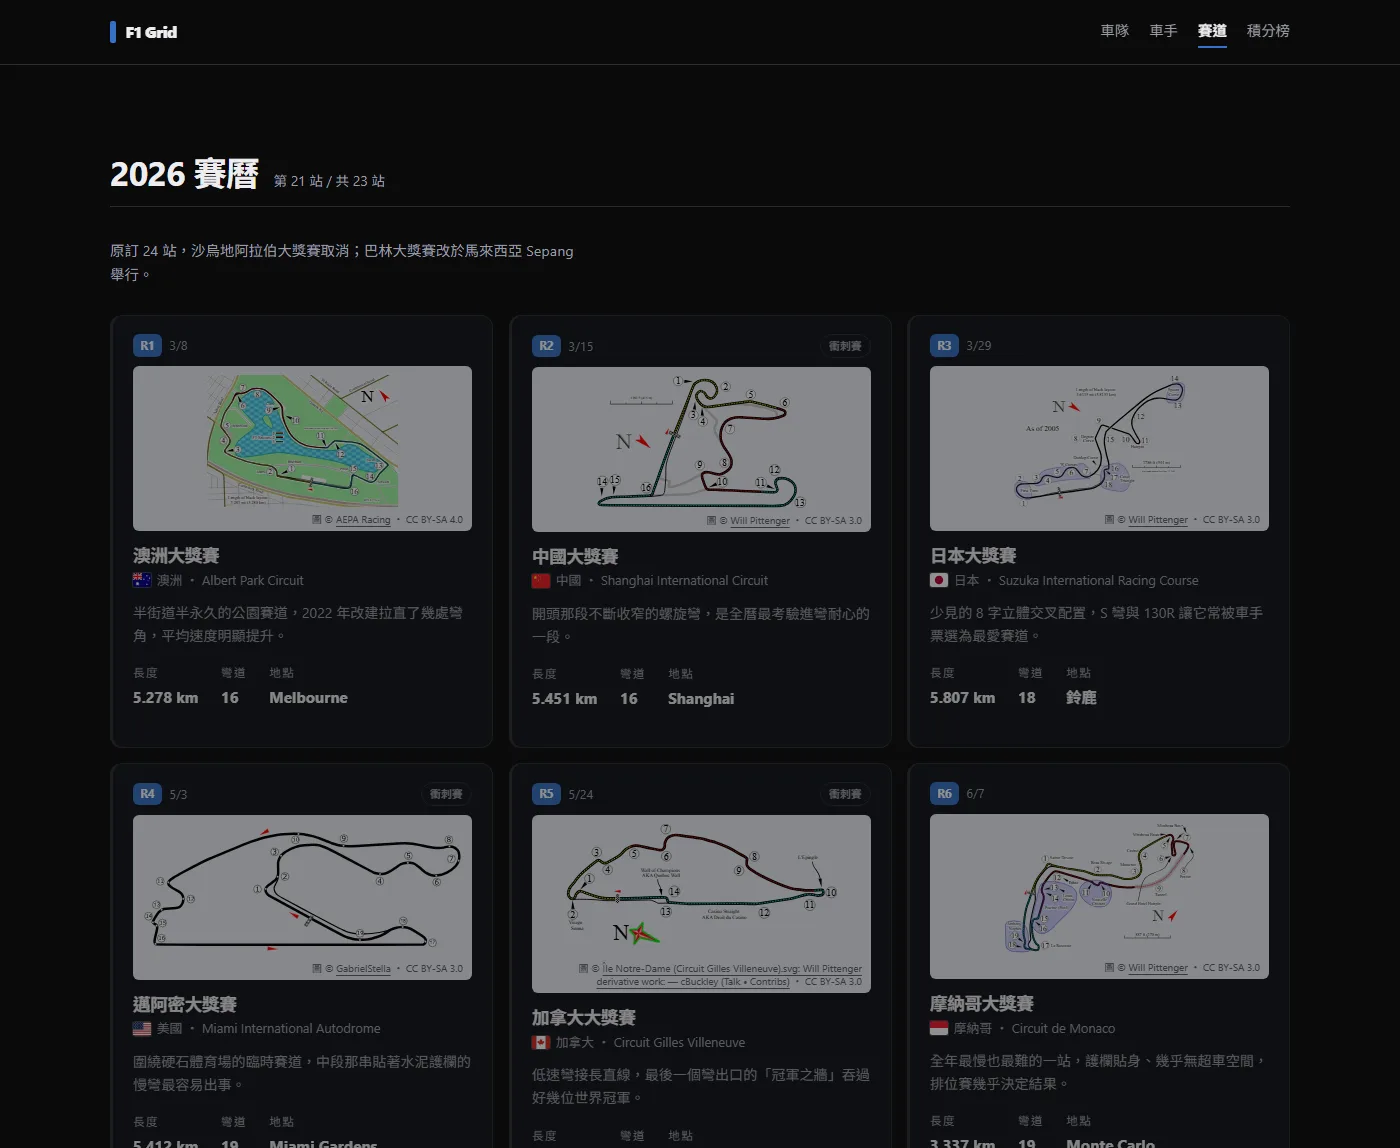 F1 Grid
車隊 車手 賽道 積分榜
2026 賽曆 第 21 站 / 共 23 站
原訂 24 站，沙烏地阿拉伯大獎賽取消；巴林大獎賽改於馬來西亞 Sepang
舉行。
R1 3/8
N
圖 © AEPA Racing • CC BY-SA 4.0
澳洲大獎賽
澳洲 • Albert Park Circuit
半街道半永久的公園賽道，2022 年改建拉直了幾處彎
角，平均速度明顯提升。
長度 彎道 地點
5.278 km 16 Melbourne
R2 3/15 衝刺賽
N
圖 © Will Pittenger • CC BY-SA 3.0
中國大獎賽
中國 • Shanghai International Circuit
開頭那段不斷收窄的螺旋彎，是全曆最考驗進彎耐心的
一段。
長度 彎道 地點
5.451 km 16 Shanghai
R3 3/29
N
As of 2005
圖 © Will Pittenger • CC BY-SA 3.0
日本大獎賽
日本 • Suzuka International Racing Course
少見的 8 字立體交叉配置，S 彎與 130R 讓它常被車手
票選為最愛賽道。
長度 彎道 地點
5.807 km 18 鈴鹿
R4 5/3 衝刺賽
圖 © GabrielStella • CC BY-SA 3.0
邁阿密大獎賽
美國 • Miami International Autodrome
圍繞硬石體育場的臨時賽道，中段那串貼著水泥護欄的
慢彎最容易出事。
長度 彎道 地點
5.412 km 19 Miami Gardens
R5 5/24 衝刺賽
N
圖 © Île Notre-Dame (Circuit Gilles Villeneuve).svg: Will Pittenger
derivative work: — cBuckley (Talk • Contribs) • CC BY-SA 3.0
加拿大大獎賽
加拿大 • Circuit Gilles Villeneuve
低速彎接長直線，最後一個彎出口的「冠軍之牆」吞過
好幾位世界冠軍。
長度 彎道 地點
R6 6/7
N
圖 © Will Pittenger • CC BY-SA 3.0
摩納哥大獎賽
摩納哥 • Circuit de Monaco
全年最慢也最難的一站，護欄貼身、幾乎無超車空間，
排位賽幾乎決定結果。
長度 彎道 地點
3.337 km 19 Monte Carlo